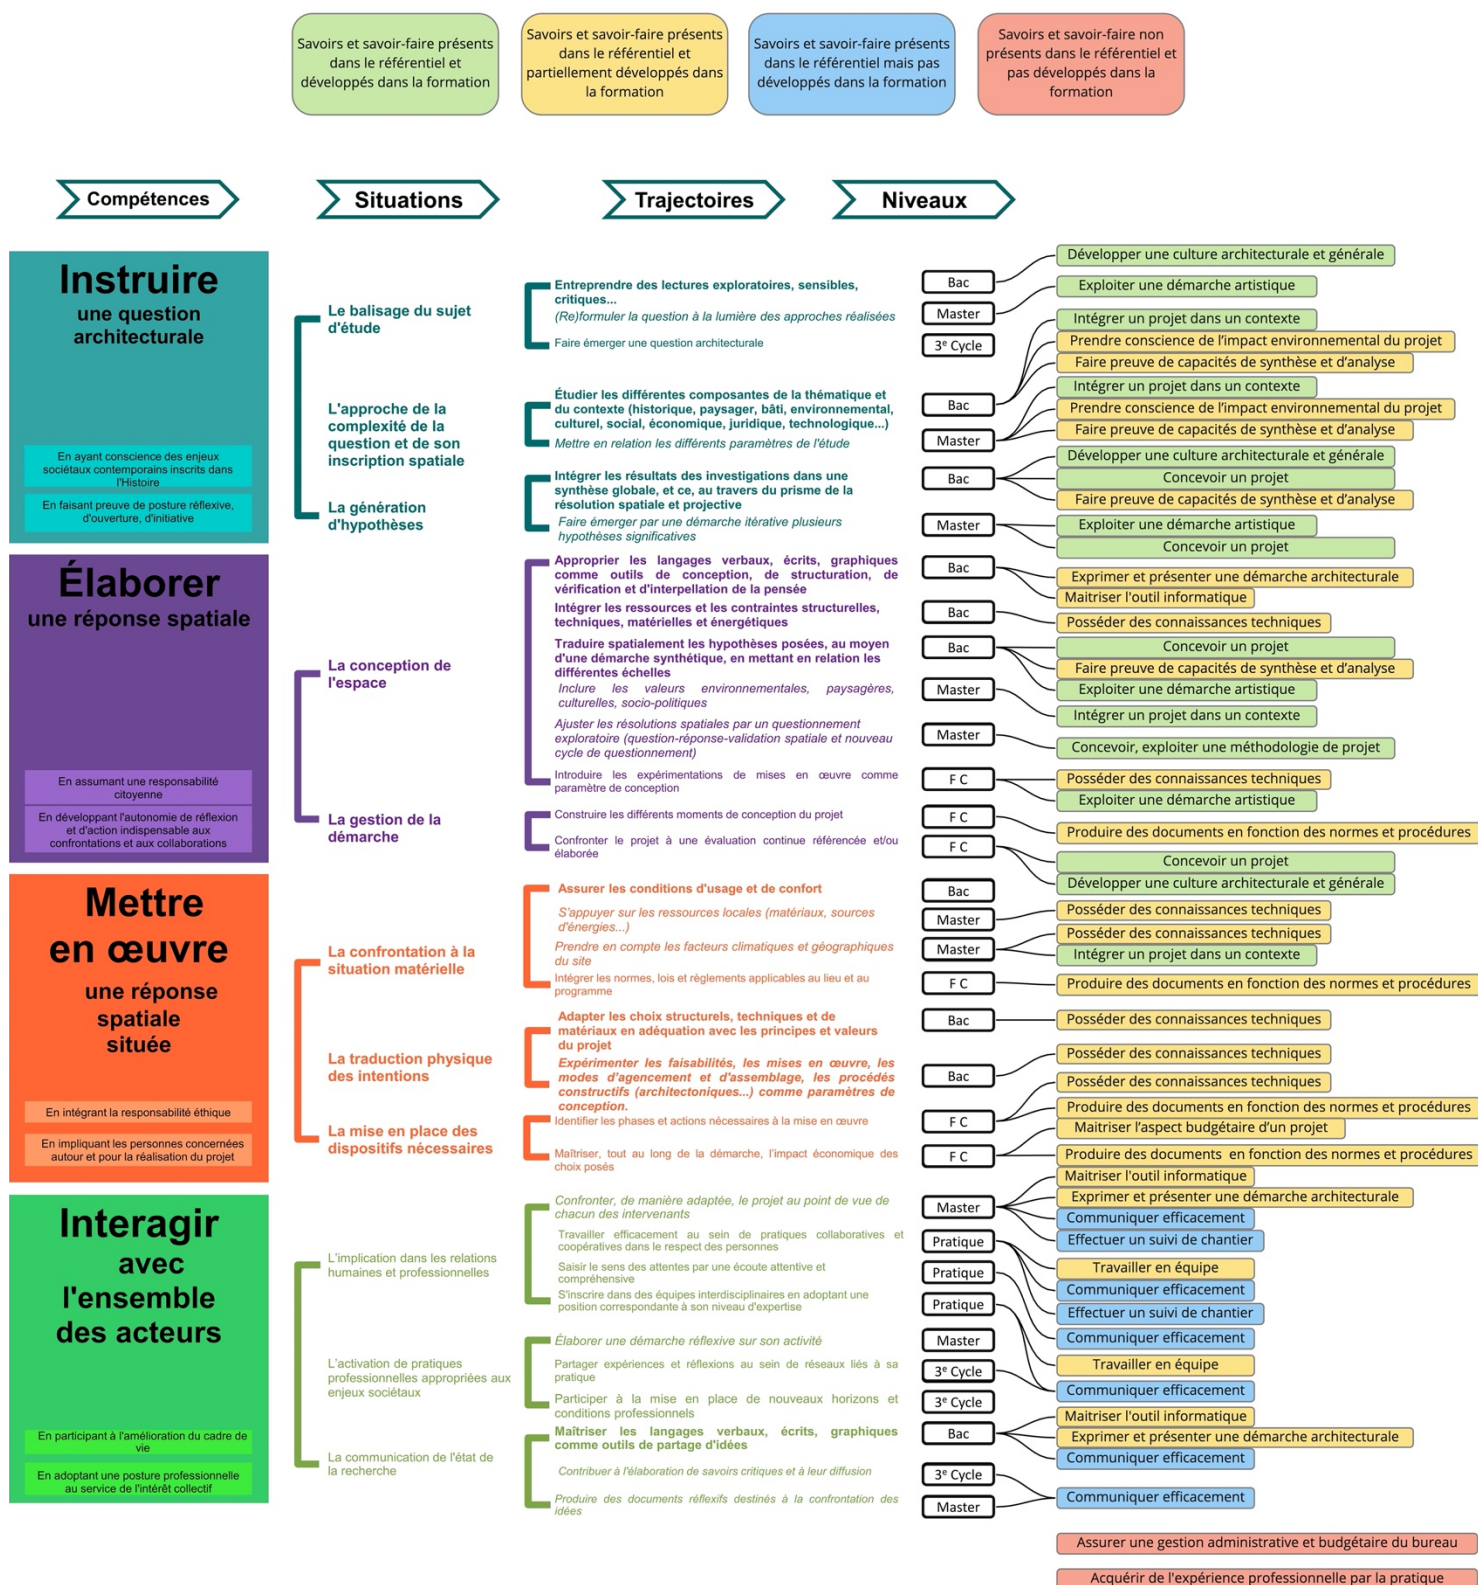 Savoirs et savoir-faire présents
dans le référentiel et
développés dans la formation
Savoirs et savoir-faire présents
dans le référentiel et
partiellement développés dans
la formation
Savoirs et savoir-faire présents
dans le référentiel mais pas
développés dans la formation
Savoirs et savoir-faire non
présents dans le référentiel et
pas développés dans la
formation
Compétences
Situations
Trajectoires
Niveaux
Instruire
une question
architecturale
En ayant conscience des enjeux
sociétaux contemporains inscrits dans
l'Histoire
En faisant preuve de posture réflexive,
d'ouverture, d'initiative
Le balisage du sujet
d'étude
L'approche de la
complexité de la
question et de son
inscription spatiale
La génération
d'hypothèses
Entreprendre des lectures exploratoires, sensibles,
critiques...
(Re)formuler la question à la lumière des approches réalisées
Faire émerger une question architecturale
Étudier les différentes composantes de la thématique et
du contexte (historique, paysager, bâti, environnemental,
culturel, social, économique, juridique, technologique...)
Mettre en relation les différents paramètres de l'étude
Intégrer les résultats des investigations dans une
synthèse globale, et ce, au travers du prisme de la
résolution spatiale et projective
Faire émerger par une démarche itérative plusieurs
hypothèses significatives
Bac
Master
3e Cycle
Bac
Master
Bac
Master
Développer une culture architecturale et générale
Exploiter une démarche artistique
Intégrer un projet dans un contexte
Prendre conscience de l'impact environnemental du projet
Faire preuve de capacités de synthèse et d'analyse
Intégrer un projet dans un contexte
Prendre conscience de l'impact environnemental du projet
Faire preuve de capacités de synthèse et d'analyse
Développer une culture architecturale et générale
Concevoir un projet
Faire preuve de capacités de synthèse et d'analyse
Exploiter une démarche artistique
Concevoir un projet
Élaborer
une réponse spatiale
En assumant une responsabilité
citoyenne
En développant l'autonomie de réflexion
et d'action indispensable aux
confrontations et aux collaborations
La conception de
l'espace
La gestion de la
démarche
Approprier les langages verbaux, écrits, graphiques
comme outils de conception, de structuration, de
vérification et d'interpellation de la pensée
Intégrer les ressources et les contraintes structurelles,
techniques, matérielles et énergétiques
Traduire spatialement les hypothèses posées, au moyen
d'une démarche synthétique, en mettant en relation les
différentes échelles
Inclure les valeurs environnementales, paysagères,
culturelles, socio-politiques
Ajuster les résolutions spatiales par un questionnement
exploratoire (question-réponse-validation spatiale et nouveau
cycle de questionnement)
Introduire les expérimentations de mises en œuvre comme
paramètre de conception
Construire les différents moments de conception du projet
Confronter le projet à une évaluation continue référencée et/ou
élaborée
Bac
Bac
Bac
Master
Master
F C
F C
F C
Exprimer et présenter une démarche architecturale
Maitriser l'outil informatique
Posséder des connaissances techniques
Concevoir un projet
Faire preuve de capacités de synthèse et d'analyse
Exploiter une démarche artistique
Intégrer un projet dans un contexte
Concevoir, exploiter une méthodologie de projet
Posséder des connaissances techniques
Exploiter une démarche artistique
Produire des documents en fonction des normes et procédures
Concevoir un projet
Développer une culture architecturale et générale
Mettre
en œuvre
une réponse
spatiale
située
En intégrant la responsabilité éthique
En impliquant les personnes concernées
autour et pour la réalisation du projet
La confrontation à la
situation matérielle
La traduction physique
des intentions
La mise en place des
dispositifs nécessaires
Assurer les conditions d'usage et de confort
S'appuyer sur les ressources locales (matériaux, sources
d'énergies...)
Prendre en compte les facteurs climatiques et géographiques
du site
Intégrer les normes, lois et règlements applicables au lieu et au
programme
Adapter les choix structurels, techniques et de
matériaux en adéquation avec les principes et valeurs
du projet
Expérimenter les faisabilités, les mises en œuvre, les
modes d'agencement et d'assemblage, les procédés
constructifs (architectoniques...) comme paramètres de
conception.
Identifier les phases et actions nécessaires à la mise en œuvre
Maîtriser, tout au long de la démarche, l'impact économique des
choix posés
Bac
Master
Master
F C
Bac
Bac
F C
F C
Posséder des connaissances techniques
Posséder des connaissances techniques
Intégrer un projet dans un contexte
Produire des documents en fonction des normes et procédures
Posséder des connaissances techniques
Posséder des connaissances techniques
Posséder des connaissances techniques
Produire des documents en fonction des normes et procédures
Maitriser l'aspect budgétaire d'un projet
Produire des documents en fonction des normes et procédures
Interagir
avec
l'ensemble
des acteurs
En participant à l'amélioration du cadre de
vie
En adoptant une posture professionnelle
au service de l'intérêt collectif
L'implication dans les relations
humaines et professionnelles
L'activation de pratiques
professionnelles appropriées aux
enjeux sociétaux
La communication de l'état de
la recherche
Confronter, de manière adaptée, le projet au point de vue de
chacun des intervenants
Travailler efficacement au sein de pratiques collaboratives et
coopératives dans le respect des personnes
Saisir le sens des attentes par une écoute attentive et
compréhensive
S'inscrire dans des équipes interdisciplinaires en adoptant une
position correspondante à son niveau d'expertise
Élaborer une démarche réflexive sur son activité
Partager expériences et réflexions au sein de réseaux liés à sa
pratique
Participer à la mise en place de nouveaux horizons et
conditions professionnels
Maîtriser les langages verbaux, écrits, graphiques
comme outils de partage d'idées
Contribuer à l'élaboration de savoirs critiques et à leur diffusion
Produire des documents réflexifs destinés à la confrontation des
idées
Master
Pratique
Pratique
Pratique
Master
3e Cycle
3e Cycle
Bac
3e Cycle
Master
Maitriser l'outil informatique
Exprimer et présenter une démarche architecturale
Communiquer efficacement
Effectuer un suivi de chantier
Travailler en équipe
Communiquer efficacement
Effectuer un suivi de chantier
Communiquer efficacement
Travailler en équipe
Communiquer efficacement
Maitriser l'outil informatique
Exprimer et présenter une démarche architecturale
Communiquer efficacement
Communiquer efficacement
Assurer une gestion administrative et budgétaire du bureau
Acquérir de l'expérience professionnelle par la pratique